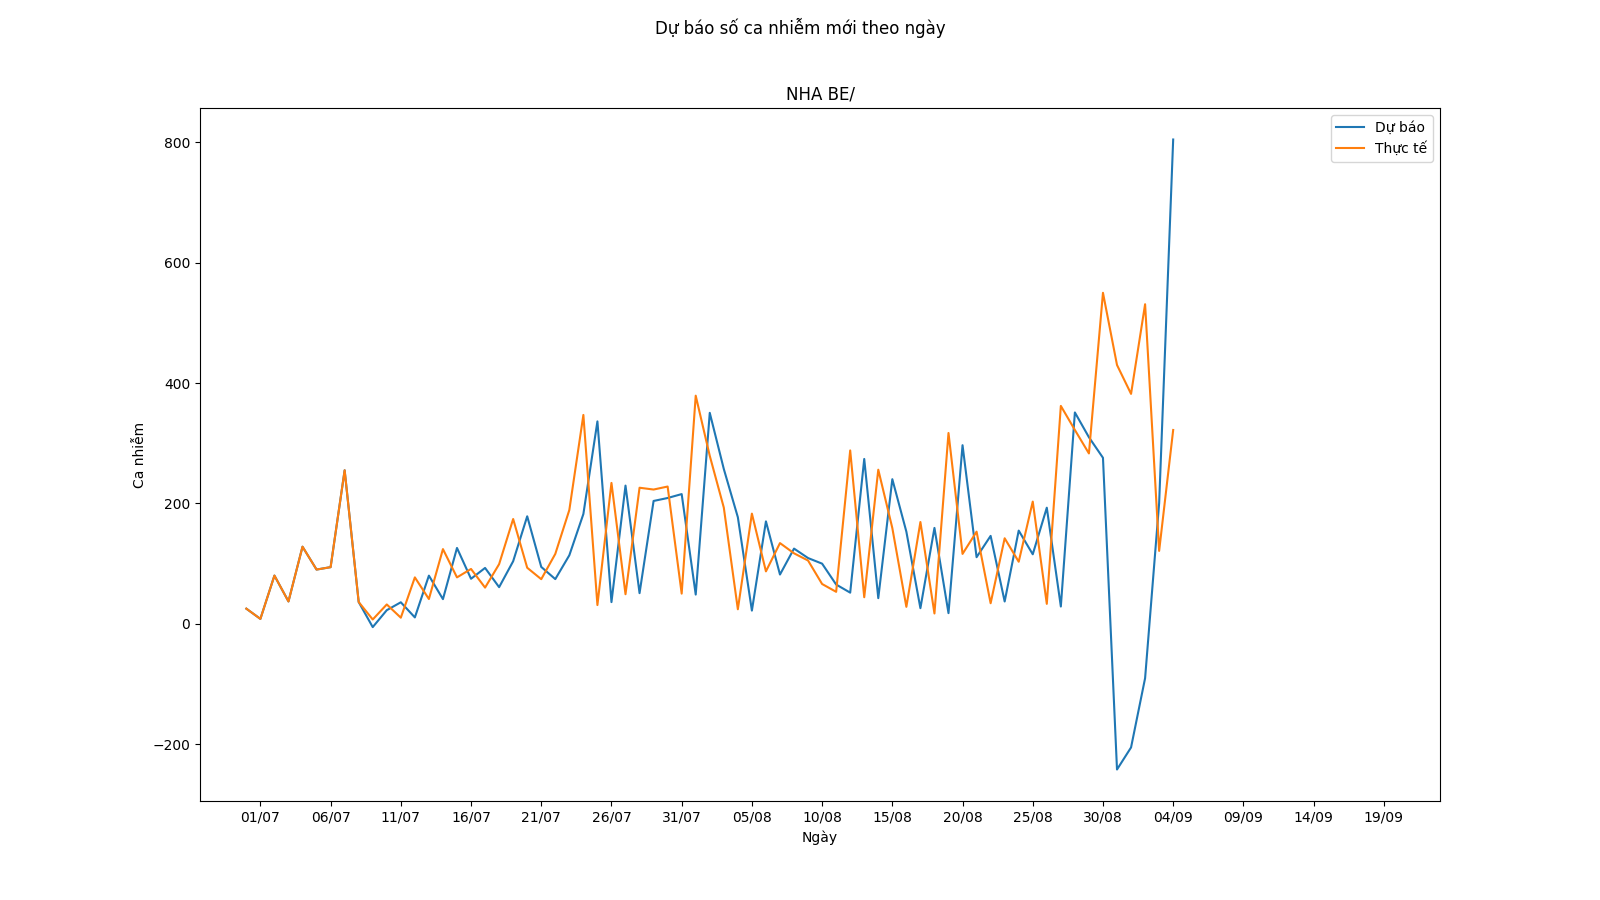 Dự báo số ca nhiễm mới theo ngày
NHA BE/
Dự báo
Thực tế
Ca nhiễm
800
600
400
200
0
−200
01/07 06/07 11/07 16/07 21/07 26/07 31/07 05/08 10/08 15/08 20/08 25/08 30/08 04/09 09/09 14/09 19/09
Ngày